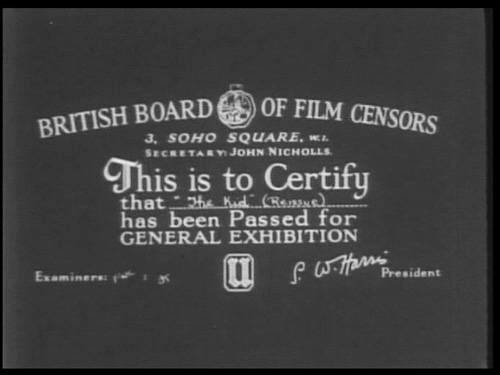 BRITISH BOARD OF FILM CENSORS
3, SOHO SQUARE, W.1.
SECRETARY: JOHN NICHOLLS.
This is to Certify
that "The Kid" (Reissue)
has been Passed for
GENERAL EXHIBITION
Examiners:
U
S. W. Harris President